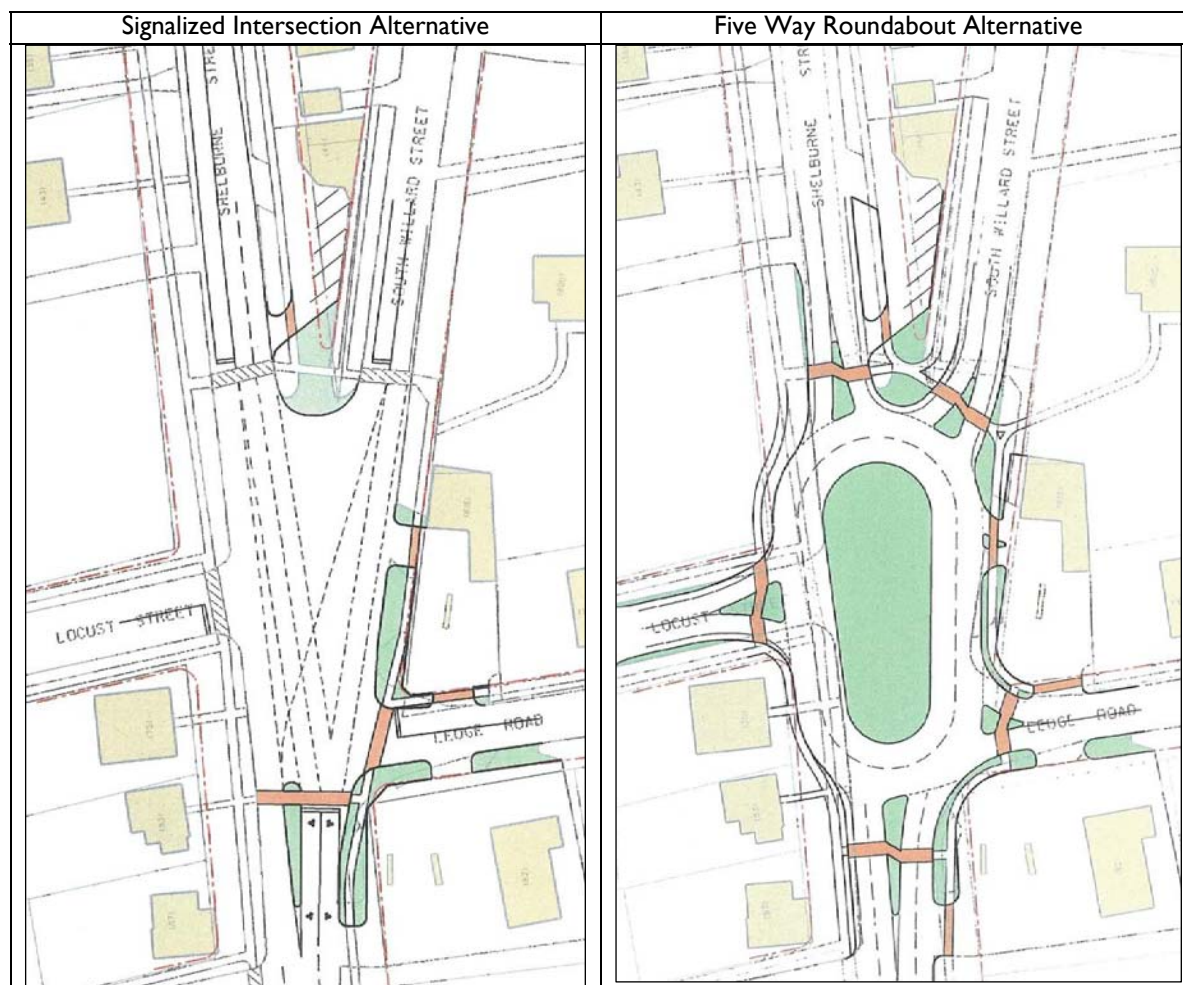 Signalized Intersection Alternative
Five Way Roundabout Alternative
SHELBURNE STREET
SOUTH WILLARD STREET
LOCUST STREET
LEDGE ROAD
SHELBURNE STR
SOUTH WILLARD STREET
LOCUST
LEDGE ROAD